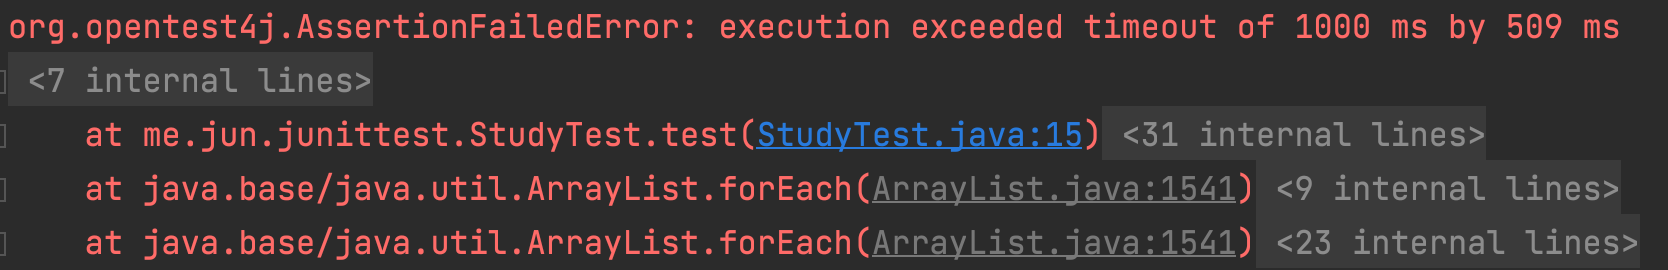 org.opentest4j.AssertionFailedError: execution exceeded timeout of 1000 ms by 509 ms
<7 internal lines>
at me.jun.junittest.StudyTest.test(StudyTest.java:15) <31 internal lines>
at java.base/java.util.ArrayList.forEach(ArrayList.java:1541) <9 internal lines>
at java.base/java.util.ArrayList.forEach(ArrayList.java:1541) <23 internal lines>